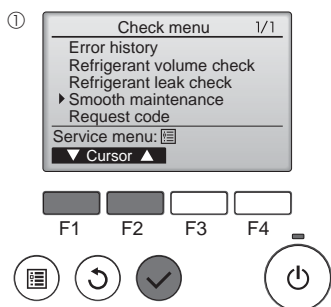 ①
Check menu 1/1
Error history
Refrigerant volume check
Refrigerant leak check
Smooth maintenance
Request code
Service menu:
▼ Cursor ▲
F1 F2 F3 F4